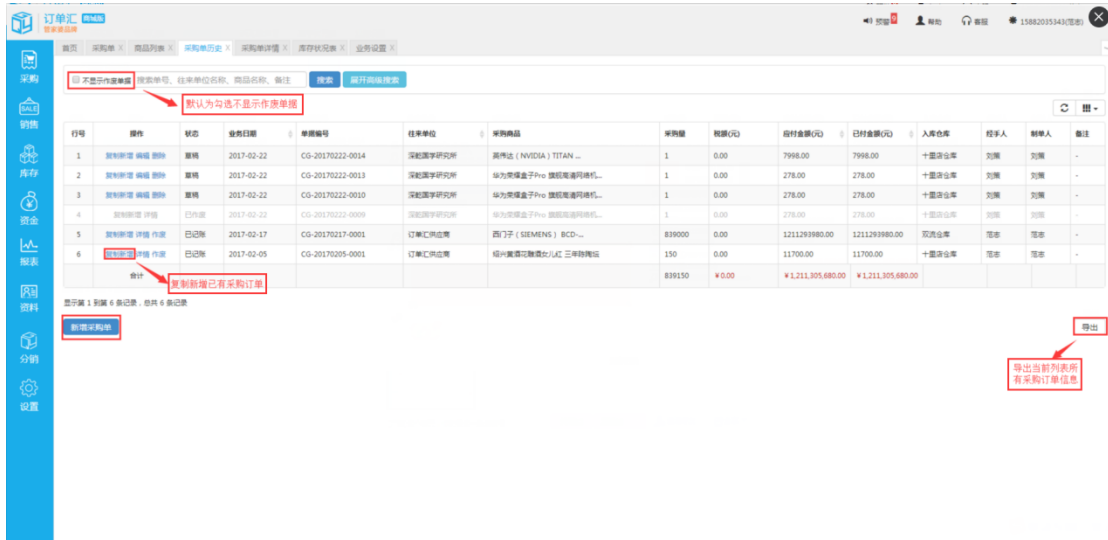 订单汇 商城版
管家婆品牌
预警 9 帮助 客服 15882035343(范志)
首页 采购单 X 商品列表 X 采购单历史 X 采购单详情 X 库存状况表 X 业务设置 X
采购
销售
库存
资金
报表
资料
分销
设置
不显示作废单据 搜索单号、往来单位名称、商品名称、备注 搜索 展开高级搜索
默认为勾选不显示作废单据
行号 操作 状态 业务日期 单据编号 往来单位 采购商品 采购量 税额(元) 应付金额(元) 已付金额(元) 入库仓库 经手人 制单人 备注
1 复制新增 编辑 删除 草稿 2017-02-22 CG-20170222-0014 深乾国学研究所 英伟达（NVIDIA）TITAN ... 1 0.00 7998.00 7998.00 十里店仓库 刘策 刘策 -
2 复制新增 编辑 删除 草稿 2017-02-22 CG-20170222-0013 深乾国学研究所 华为荣耀盒子Pro 旗舰高清网络机... 1 0.00 278.00 278.00 十里店仓库 刘策 刘策 -
3 复制新增 编辑 删除 草稿 2017-02-22 CG-20170222-0010 深乾国学研究所 华为荣耀盒子Pro 旗舰高清网络机... 1 0.00 278.00 278.00 十里店仓库 刘策 刘策 -
4 复制新增 详细 已作废 2017-02-22 CG-20170222-0009 深乾国学研究所 华为荣耀盒子Pro 旗舰高清网络机... 1 0.00 278.00 278.00 十里店仓库 刘策 刘策 -
5 复制新增 详细 作废 已记账 2017-02-17 CG-20170217-0001 订单汇供应商 西门子（SIEMENS）BCD-... 839000 0.00 1211293980.00 1211293980.00 双流仓库 范志 范志 -
6 复制新增 详细 作废 已记账 2017-02-05 CG-20170205-0001 订单汇供应商 绍兴黄酒花雕酒女儿红 三年陈陶坛 150 0.00 11700.00 11700.00 十里店仓库 范志 范志 -
合计 839150 ￥0.00 ￥1,211,305,680.00 ￥1,211,305,680.00
复制新增已有采购订单
显示第 1 到第 6 条记录，总共 6 条记录
新增采购单 导出
导出当前列表所
有采购订单信息